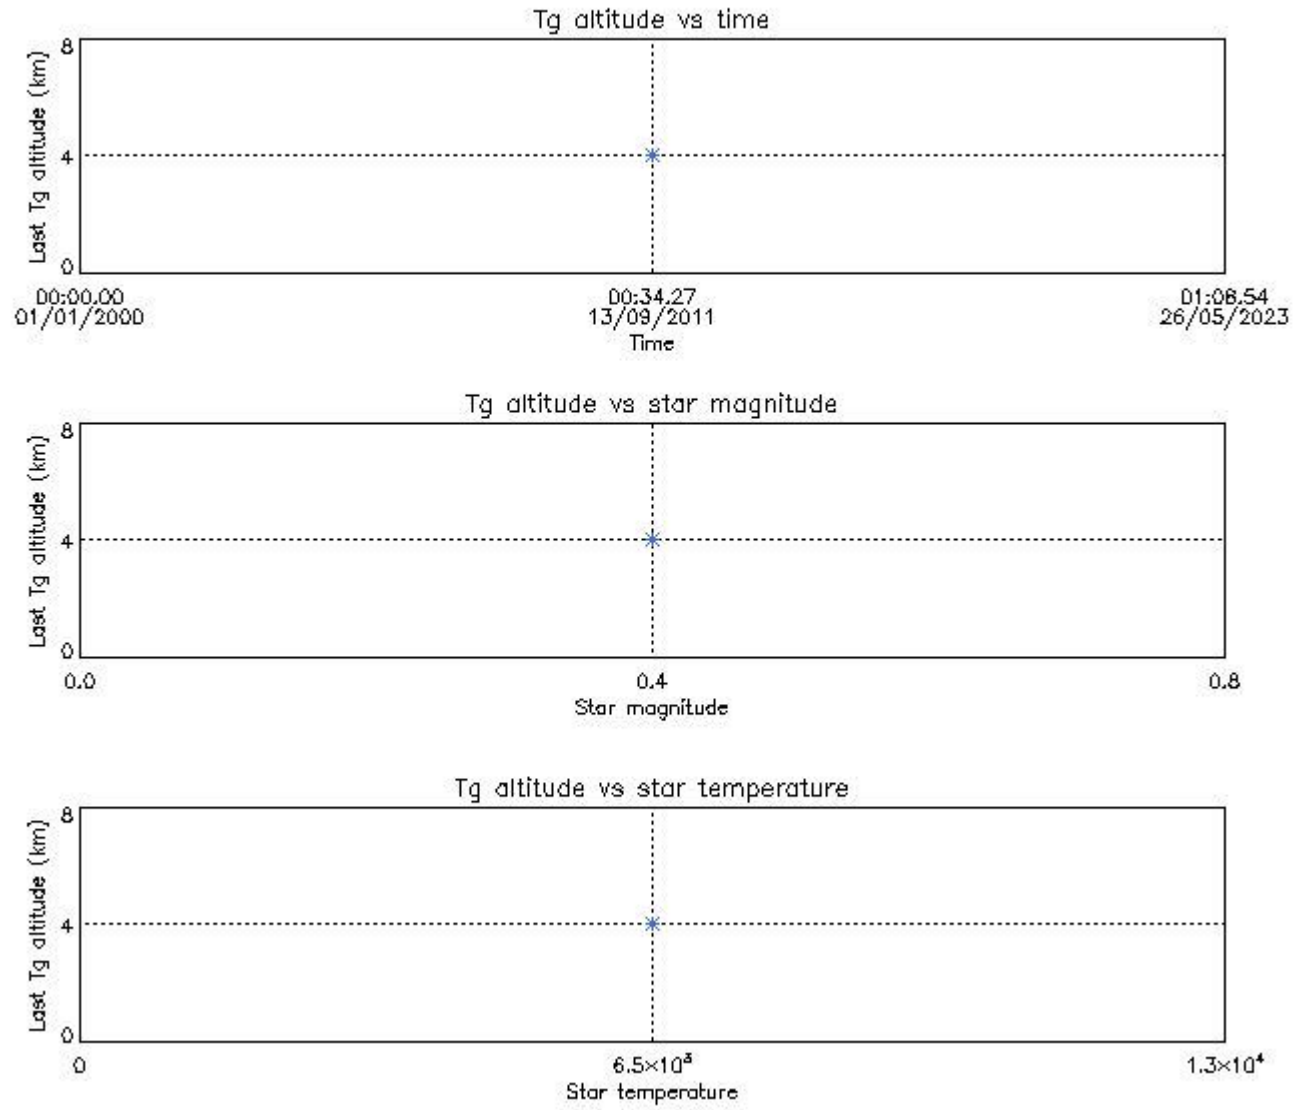 Tg altitude vs time
Last Tg altitude (km)
8
4
0
00:00.00 00:34.27 01:08.54
01/01/2000 13/09/2011 26/05/2023
Time
Tg altitude vs star magnitude
Last Tg altitude (km)
8
4
0
0.0 0.4 0.8
Star magnitude
Tg altitude vs star temperature
Last Tg altitude (km)
8
4
0
0 6.5×10³ 1.3×10⁴
Star temperature